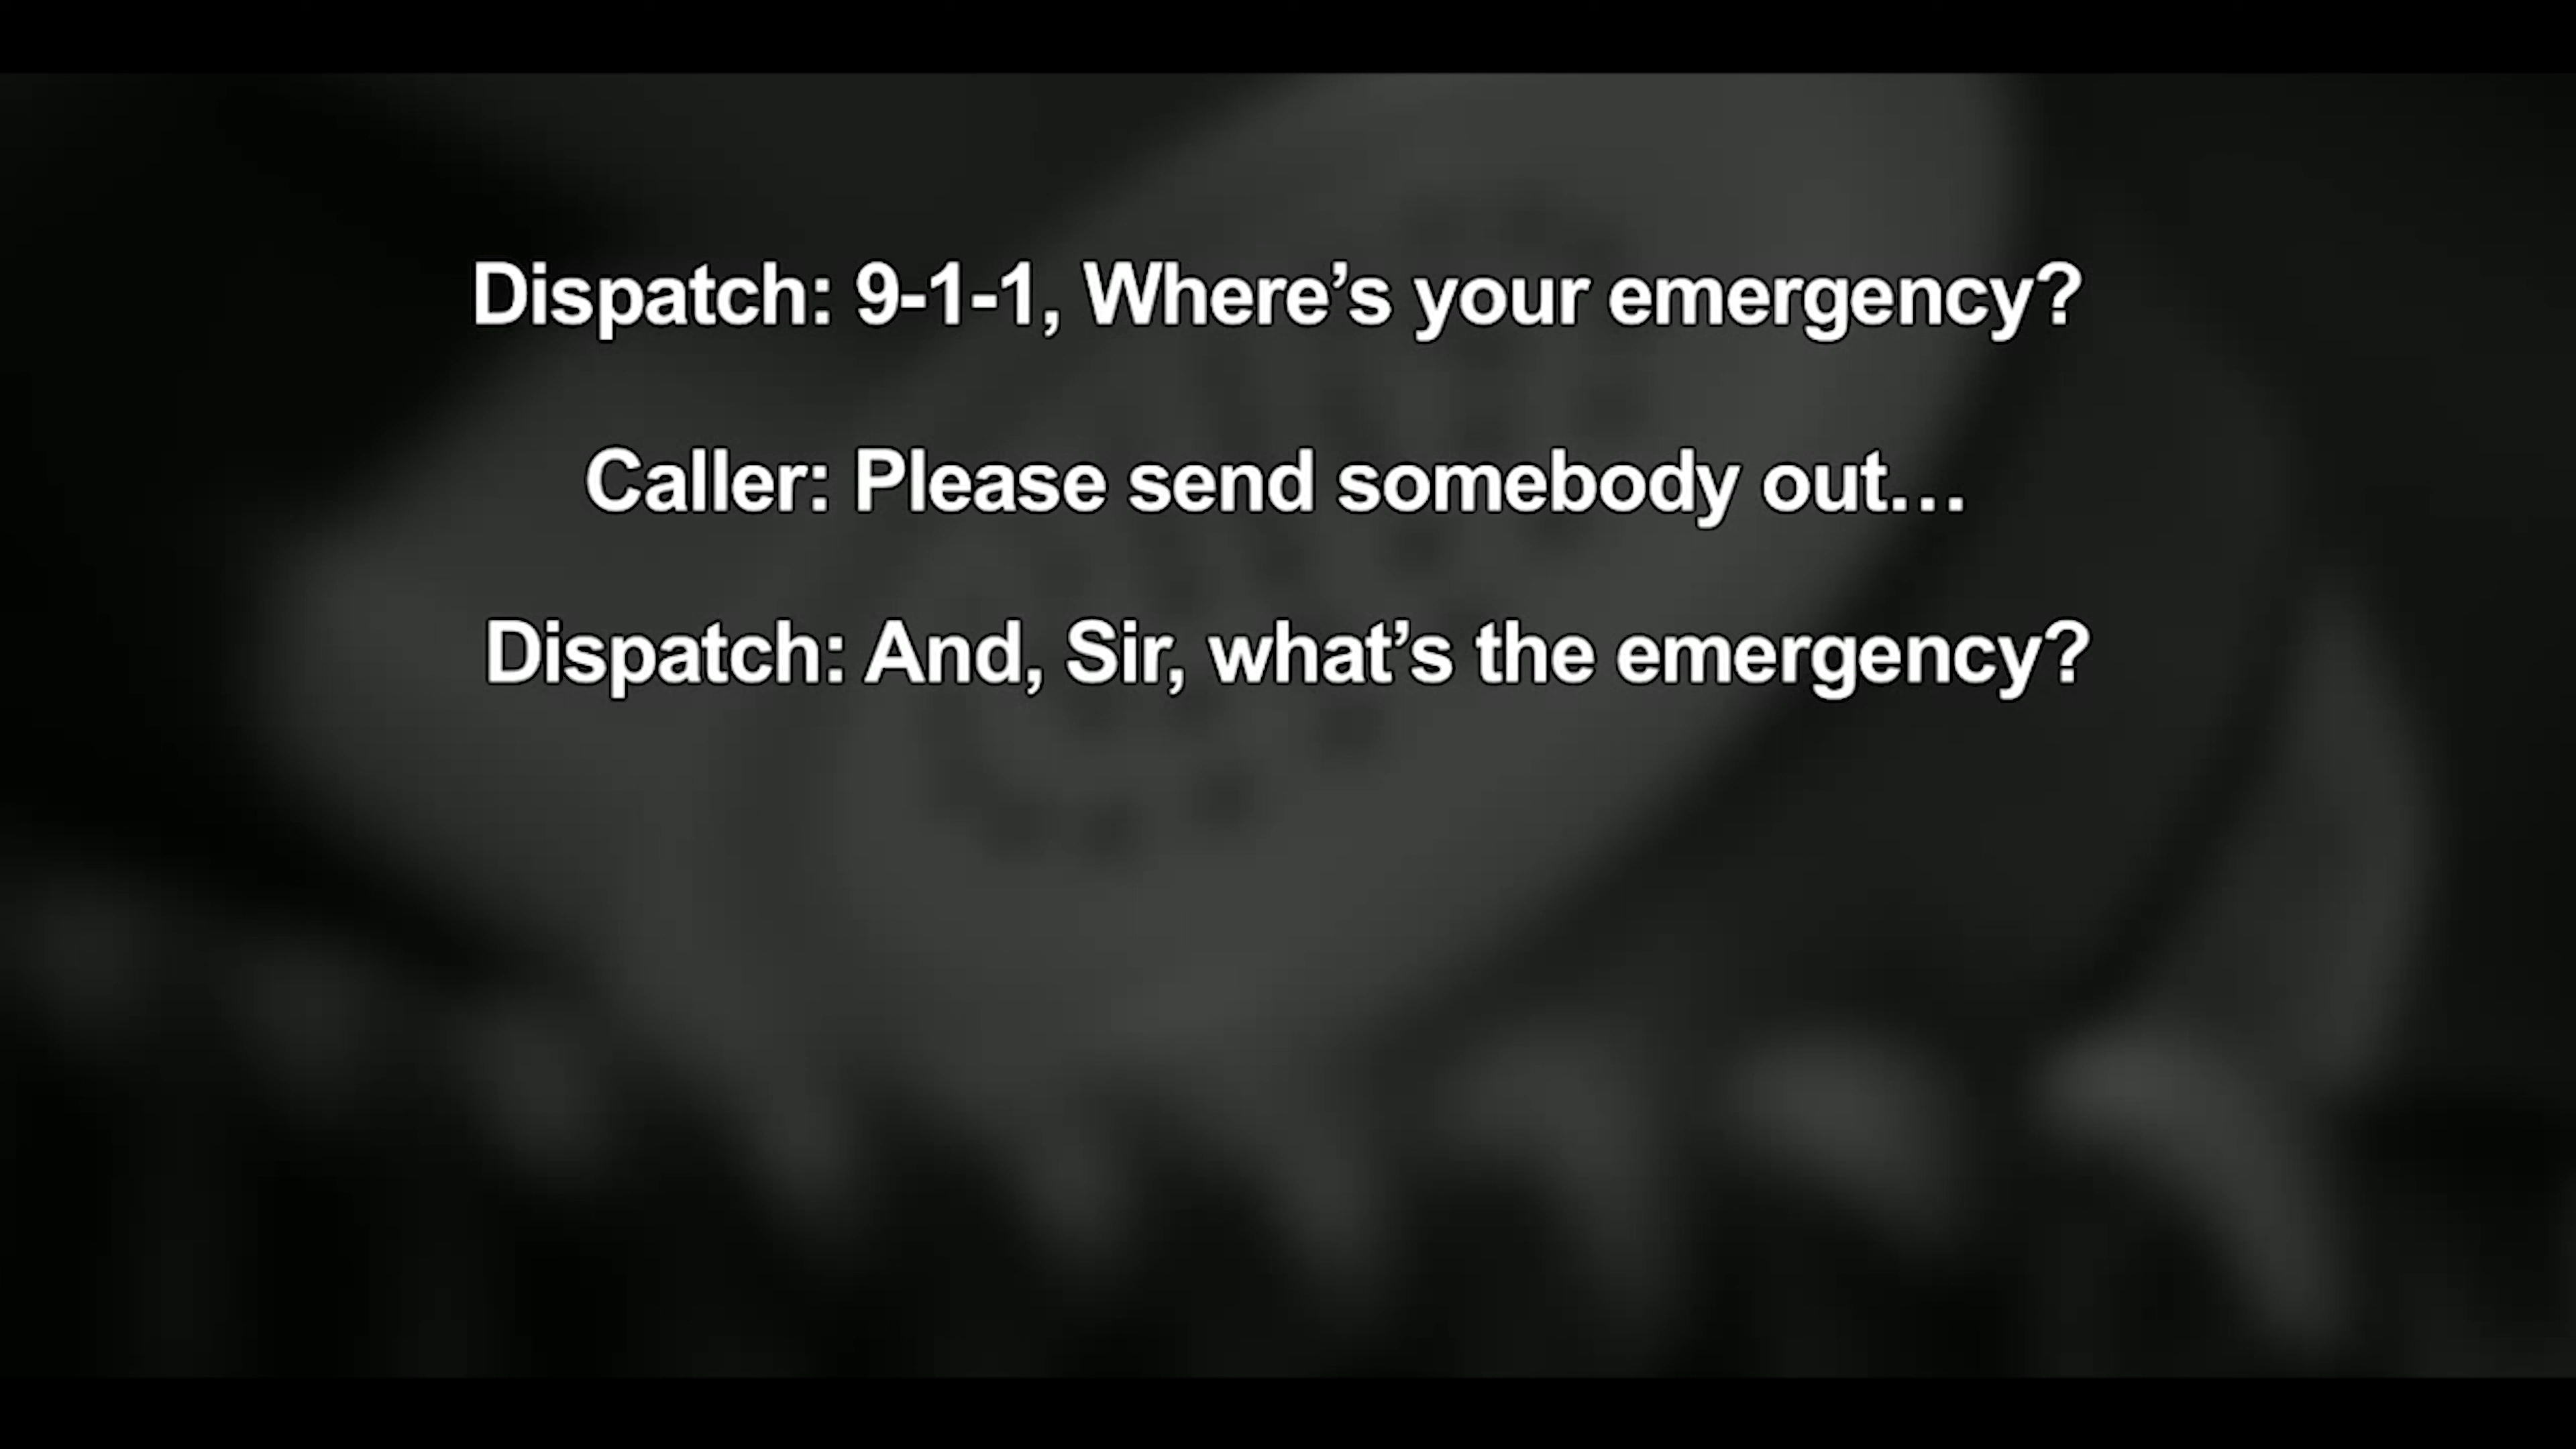 Dispatch: 9-1-1, Where’s your emergency?
Caller: Please send somebody out…
Dispatch: And, Sir, what’s the emergency?